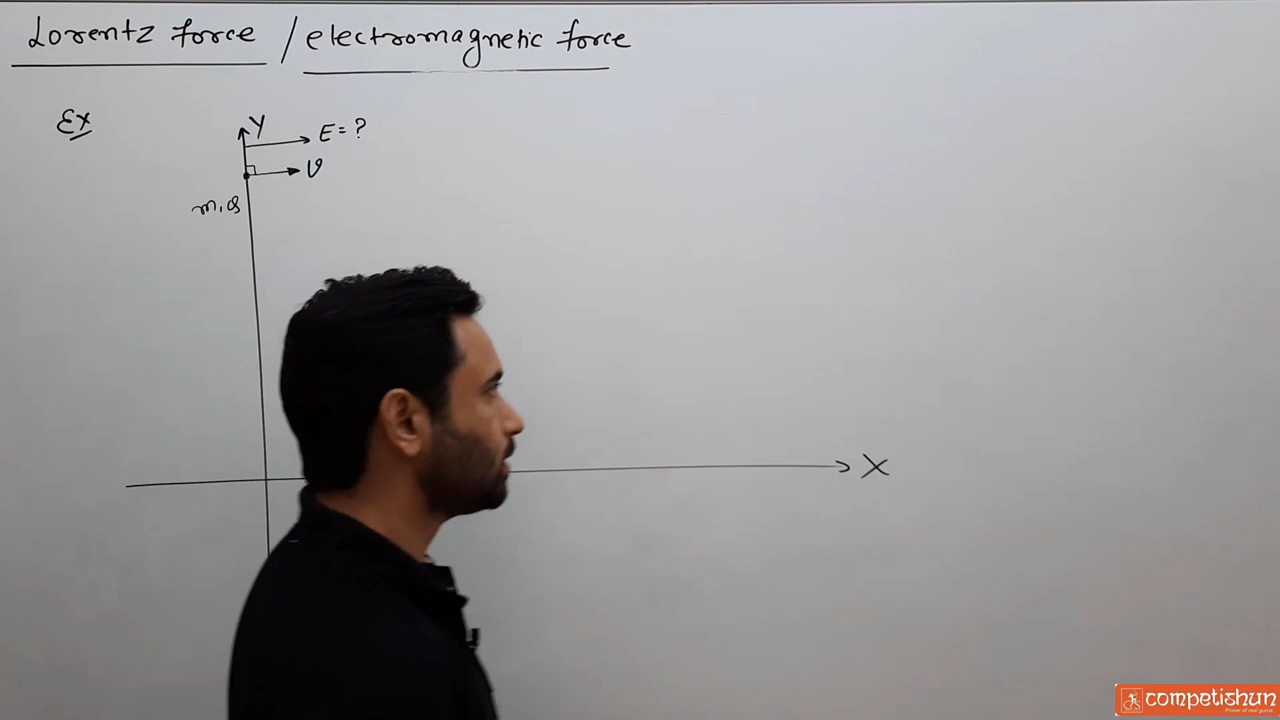 Lorentz force / electromagnetic force
Ex
Y
E = ?
v
m, Q
X
competishun